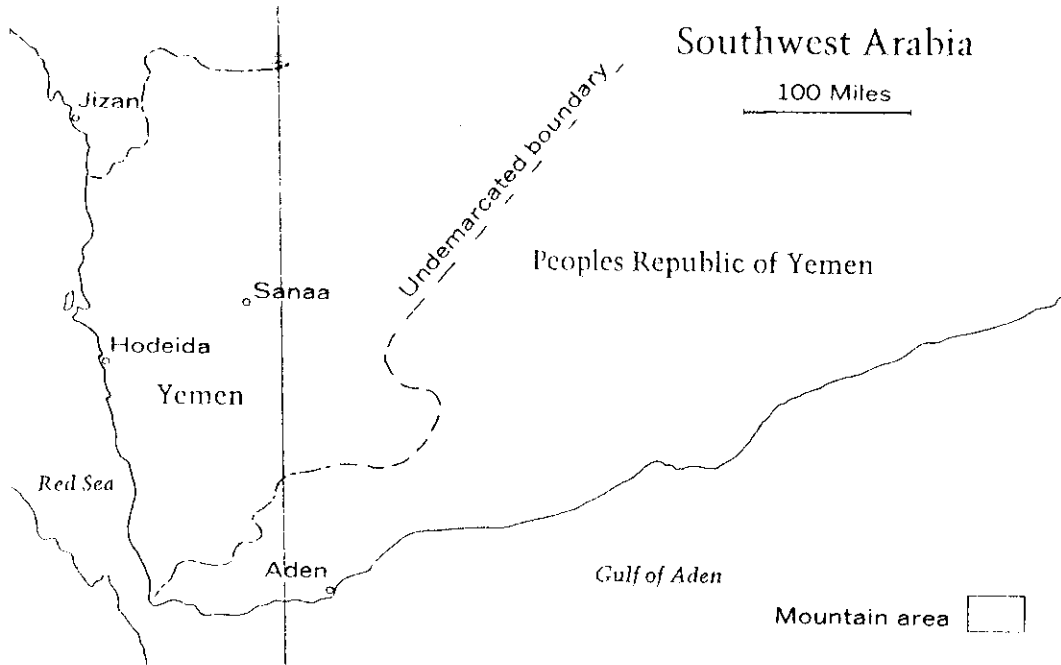 Southwest Arabia
100 Miles
Jizan
Undemarcated boundary
Peoples Republic of Yemen
Sanaa
Hodeida
Yemen
Red Sea
Aden
Gulf of Aden
Mountain area